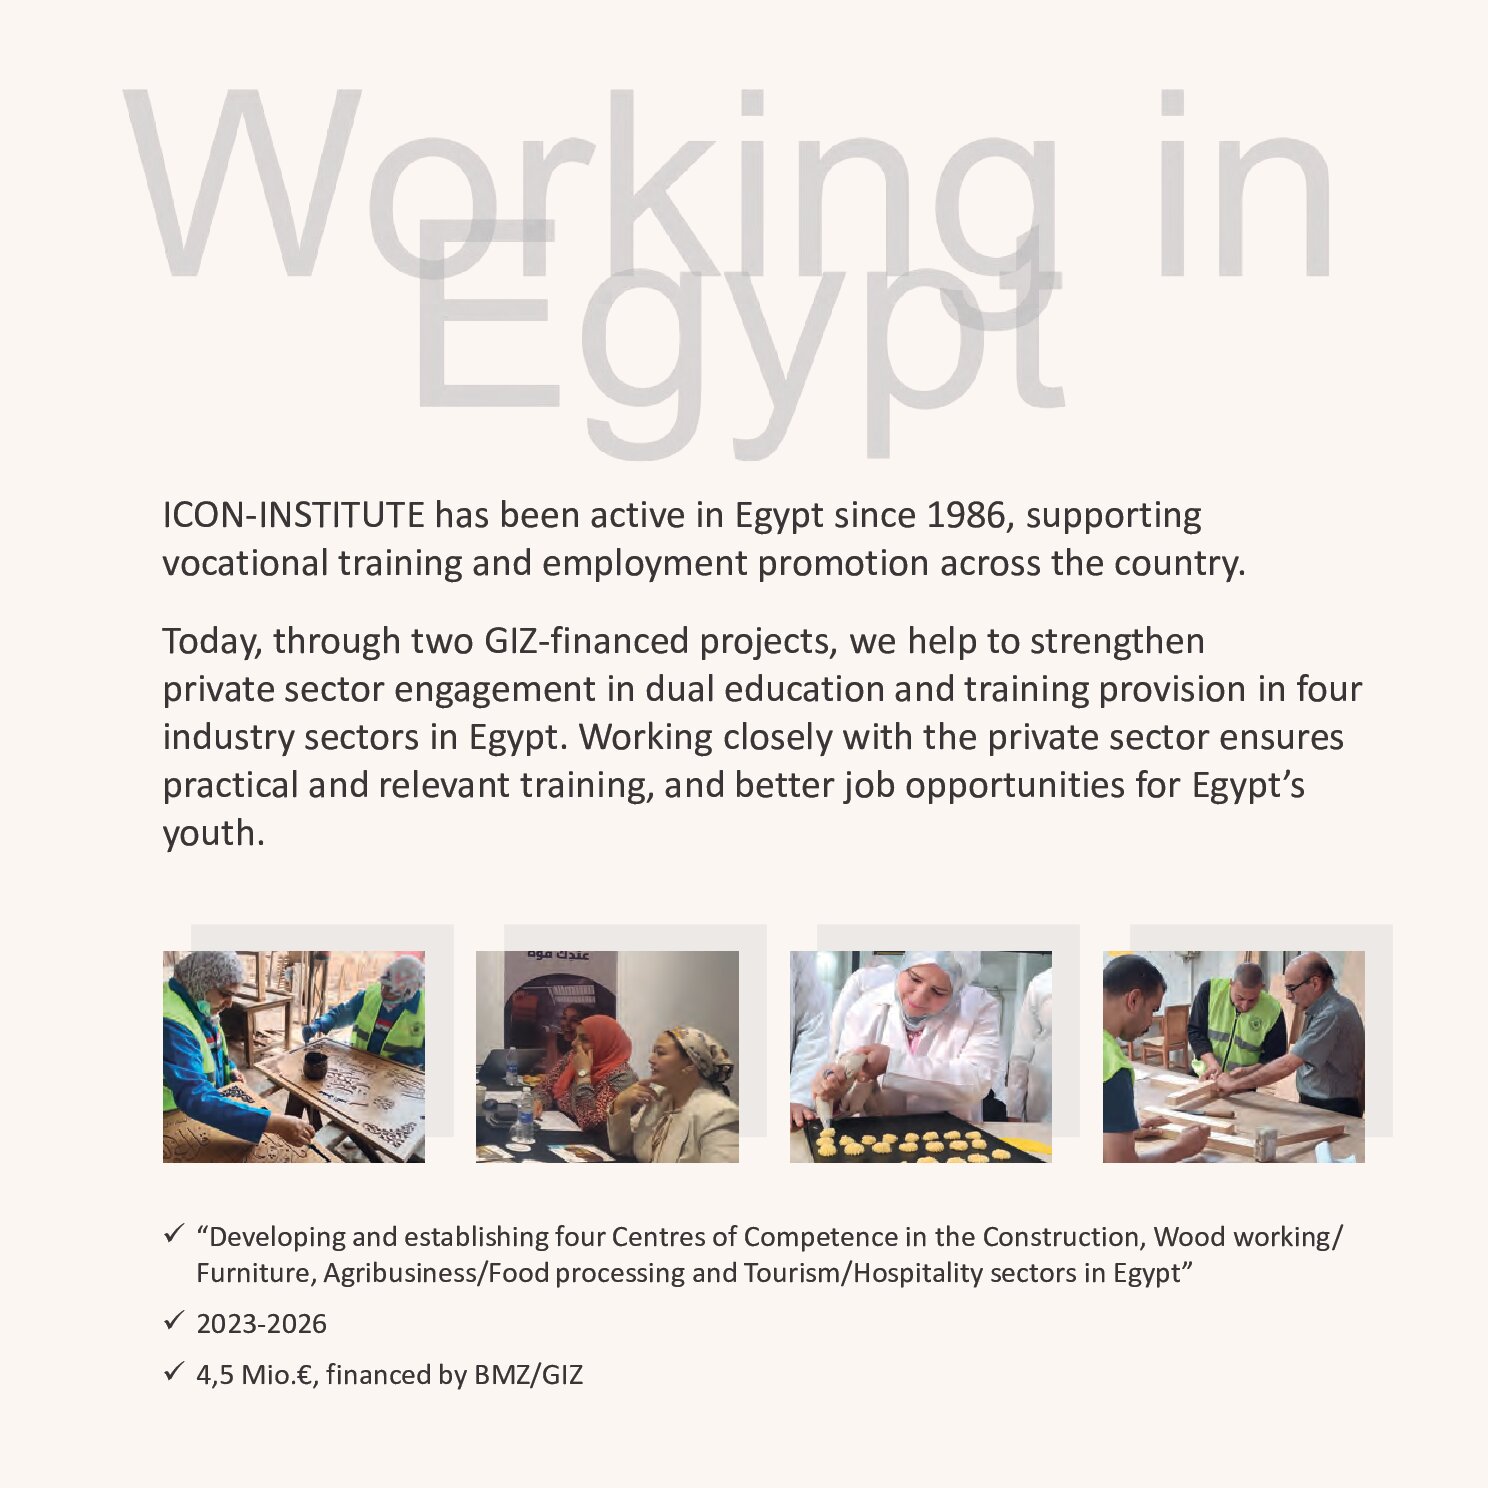 Working in
Egypt
ICON-INSTITUTE has been active in Egypt since 1986, supporting
vocational training and employment promotion across the country.
Today, through two GIZ-financed projects, we help to strengthen
private sector engagement in dual education and training provision in four
industry sectors in Egypt. Working closely with the private sector ensures
practical and relevant training, and better job opportunities for Egypt’s
youth.
عندك قوة
✓ “Developing and establishing four Centres of Competence in the Construction, Wood working/
Furniture, Agribusiness/Food processing and Tourism/Hospitality sectors in Egypt”
✓ 2023-2026
✓ 4,5 Mio.€, financed by BMZ/GIZ